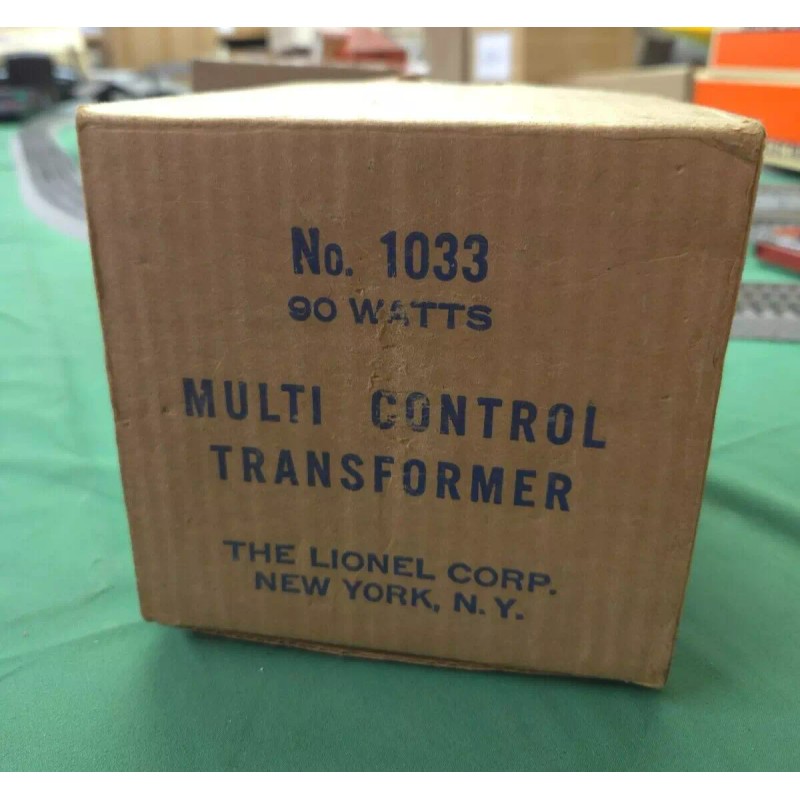 No. 1033
90 WATTS
MULTI CONTROL
TRANSFORMER
THE LIONEL CORP.
NEW YORK, N.Y.